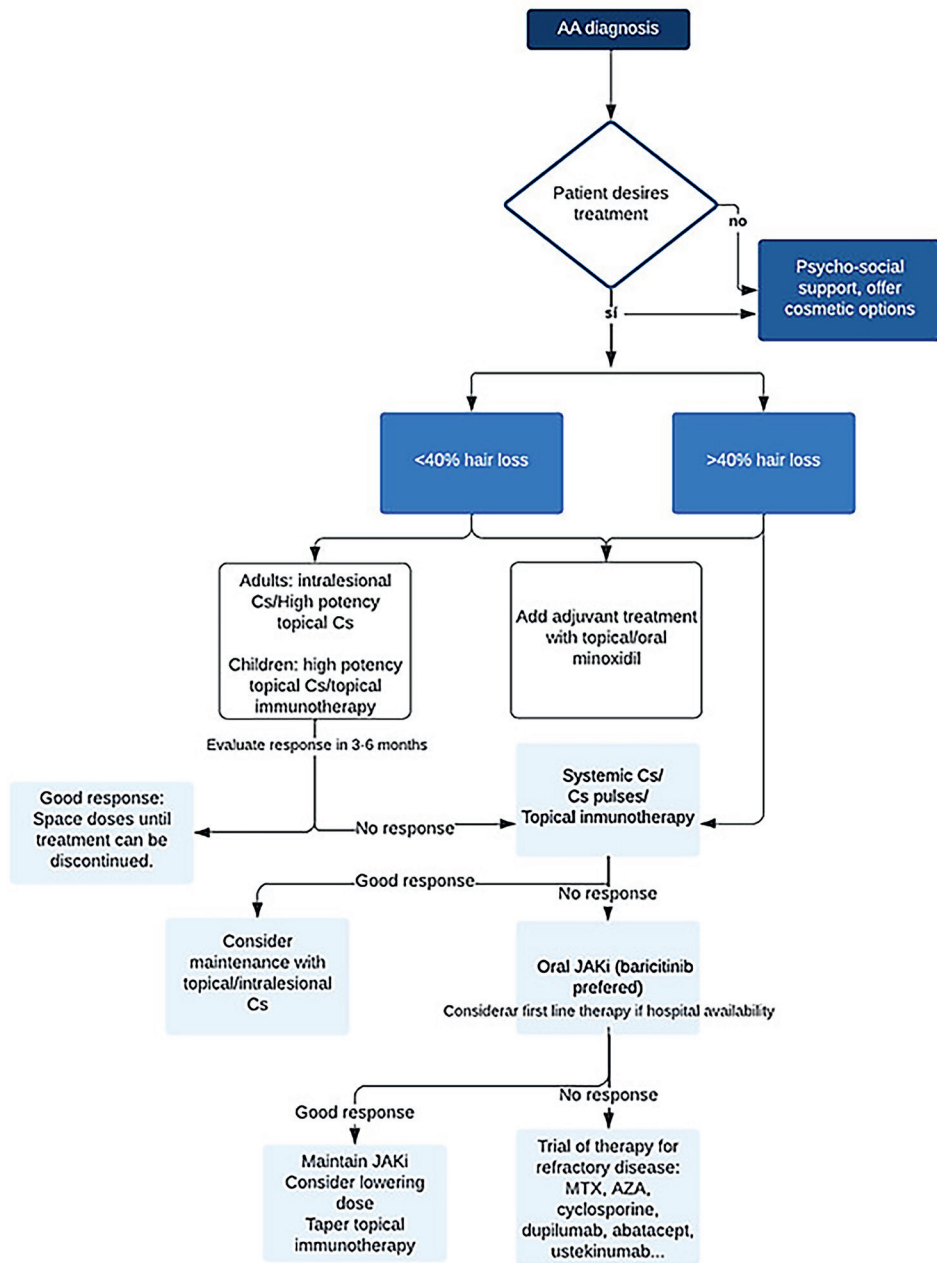 AA diagnosis
Patient desires
treatment
no
Psycho-social
support, offer
cosmetic options
sí
<40% hair loss
>40% hair loss
Adults: intralesional
Cs/High potency
topical Cs
Children: high potency
topical Cs/topical
immunotherapy
Add adjuvant treatment
with topical/oral
minoxidil
Evaluate response in 3-6 months
Systemic Cs/
Cs pulses/
Topical inmunotherapy
Good response:
Space doses until
treatment can be
discontinued.
No response
Good response
No response
Consider
maintenance with
topical/intralesional
Cs
Oral JAKi (baricitinib
prefered)
Considerar first line therapy if hospital availability
Good response
No response
Maintain JAKi
Consider lowering
dose
Taper topical
immunotherapy
Trial of therapy for
refractory disease:
MTX, AZA,
cyclosporine,
dupilumab, abatacept,
ustekinumab...